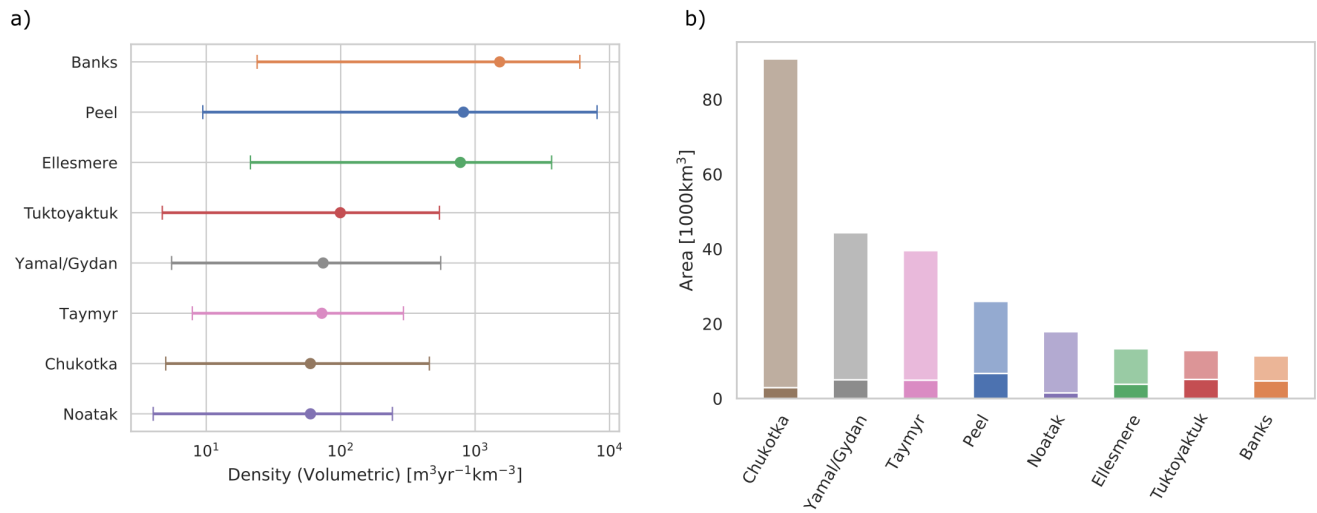 a)
Banks
Peel
Ellesmere
Tuktoyaktuk
Yamal/Gydan
Taymyr
Chukotka
Noatak
10¹ 10² 10³ 10⁴
Density (Volumetric) [m³yr⁻¹km⁻³]
b)
Area [1000km³]
80
60
40
20
0
Chukotka
Yamal/Gydan
Taymyr
Peel
Noatak
Ellesmere
Tuktoyaktuk
Banks